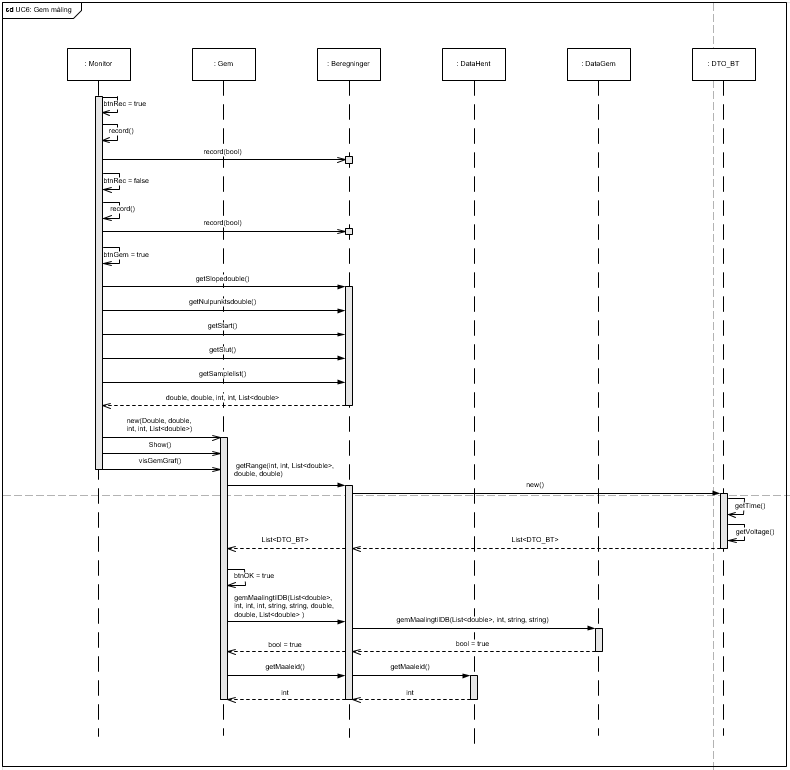 sd UC6: Gem måling
: Monitor
: Gem
: Beregninger
: DataHent
: DataGem
: DTO_BT
btnRec = true
record()
record(bool)
btnRec = false
record()
record(bool)
btnGem = true
getSlopedouble()
getNulpunktsdouble()
getStart()
getSlut()
getSamplelist()
double, double, int, int, List<double>
new(Double, double,
int, int, List<double>)
Show()
visGemGraf()
getRange(int, int, List<double>,
double, double)
new()
getTime()
getVoltage()
List<DTO_BT>
List<DTO_BT>
btnOK = true
gemMaalingtilDB(List<double>,
int, int, int, string, string, double,
double, List<double> )
gemMaalingtilDB(List<double>, int, string, string)
bool = true
bool = true
getMaaleid()
getMaaleid()
int
int